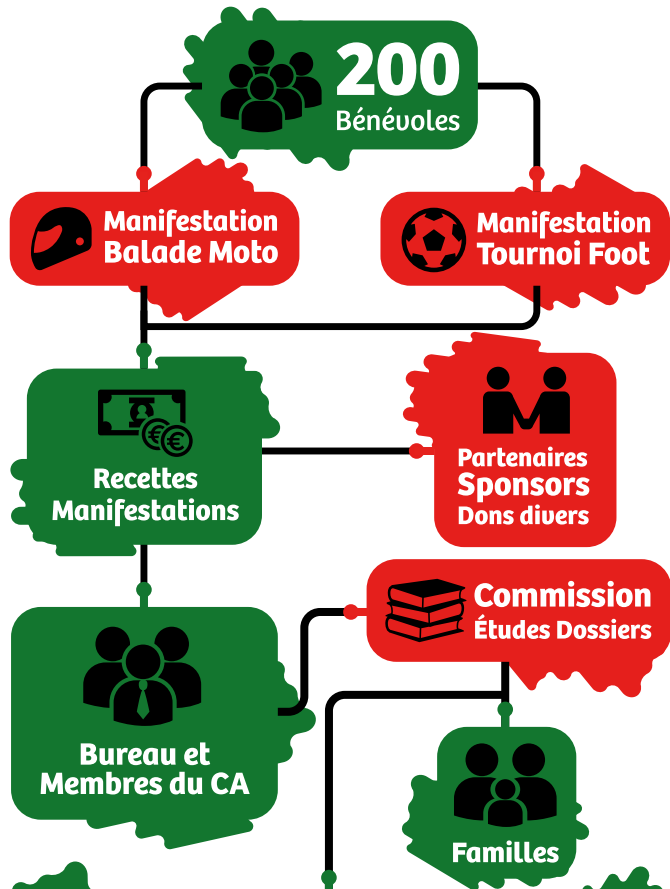 200
Bénévoles
Manifestation
Balade Moto
Manifestation
Tournoi Foot
Recettes
Manifestations
Partenaires
Sponsors
Dons divers
Commission
Études Dossiers
Bureau et
Membres du CA
Familles